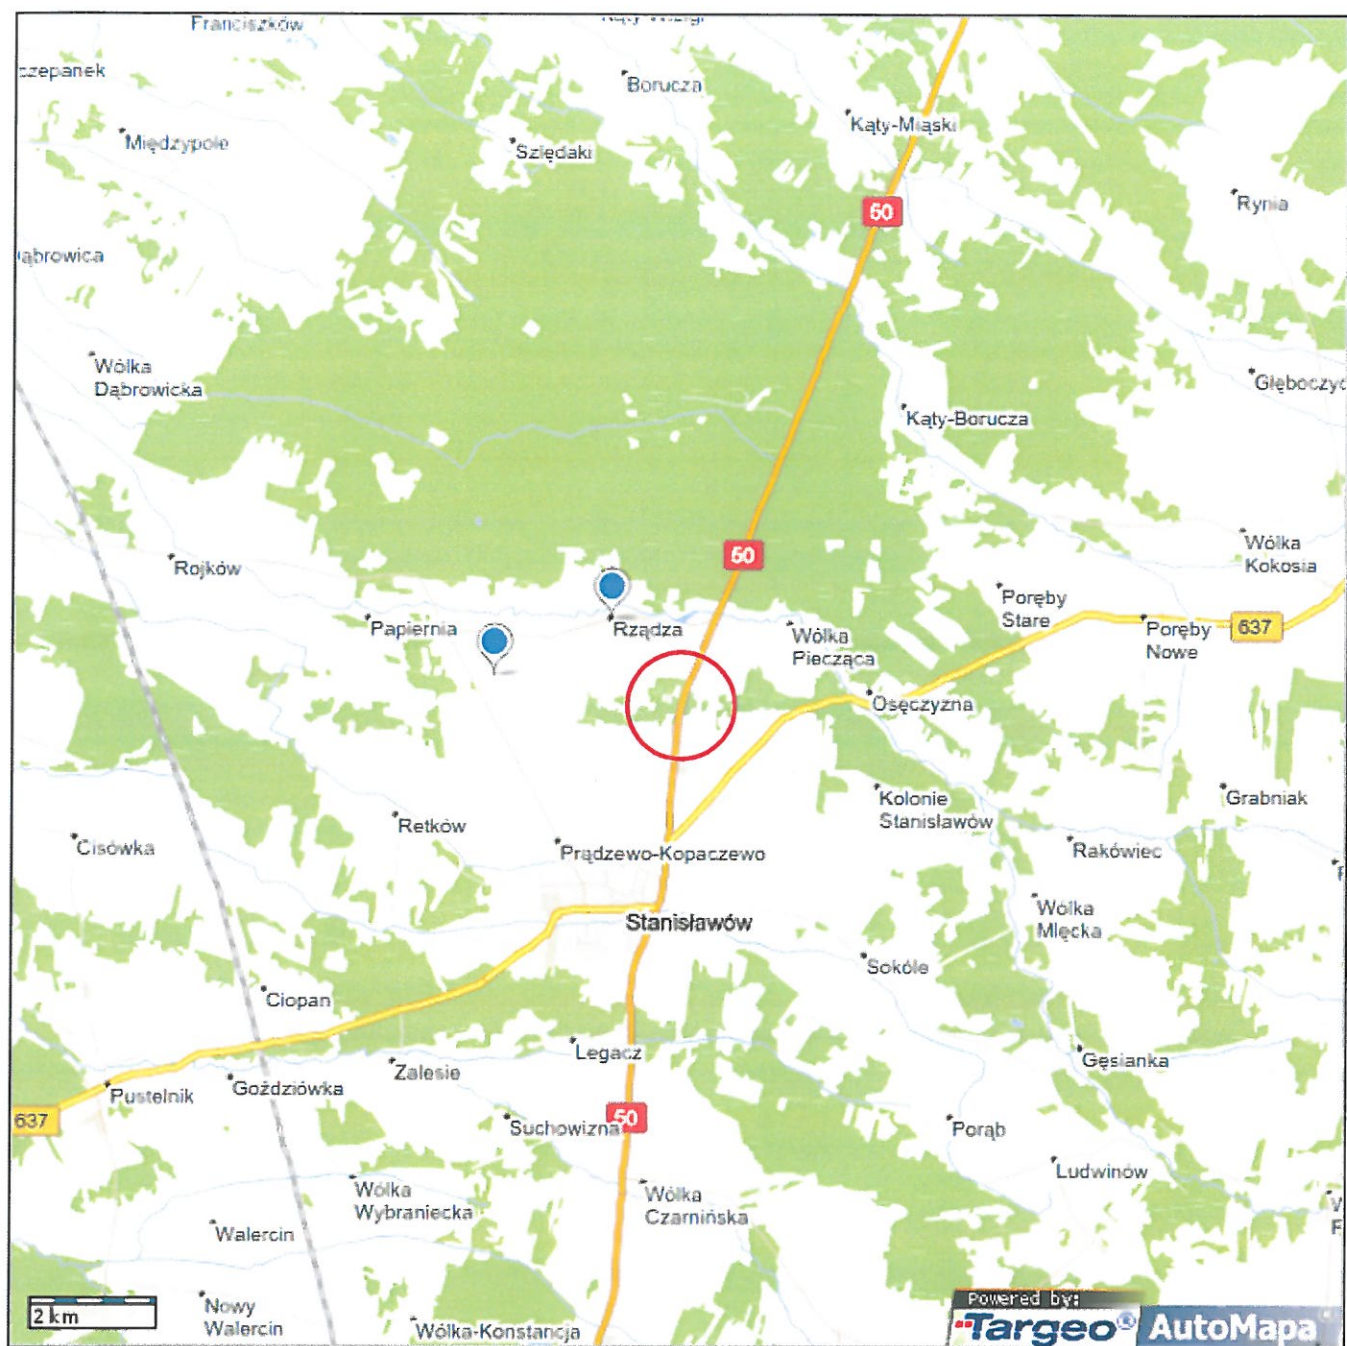 Franciszków
czepanek
Borucza
Kąty-Miąski
Międzypole
Szlędaki
Rynia
50
ąbrowica
Wólka
Dąbrowicka
Głęboczyc
Kąty-Borucza
50
Wólka
Kokosia
Rojków
Poręby
Stare
Papiernia
Rządza
Wólka
Piecząca
Poręby
Nowe
637
Osęczyzna
Kolonie
Stanisławów
Grabniak
Retków
Cisówka
Prądzewo-Kopaczewo
Rakówiec
Wólka
Mlęcka
Stanisławów
Sokóle
Ciopan
Legacz
Gęsianka
Zalesie
Goździówka
Pustelnik
637
50
Suchowizna
Porąb
Ludwinów
Wólka
Wybraniecka
Wólka
Czarnińska
Walercin
Nowy
Walercin
Wólka-Konstancja
2 km
Powered by:
Targeo® AutoMapa